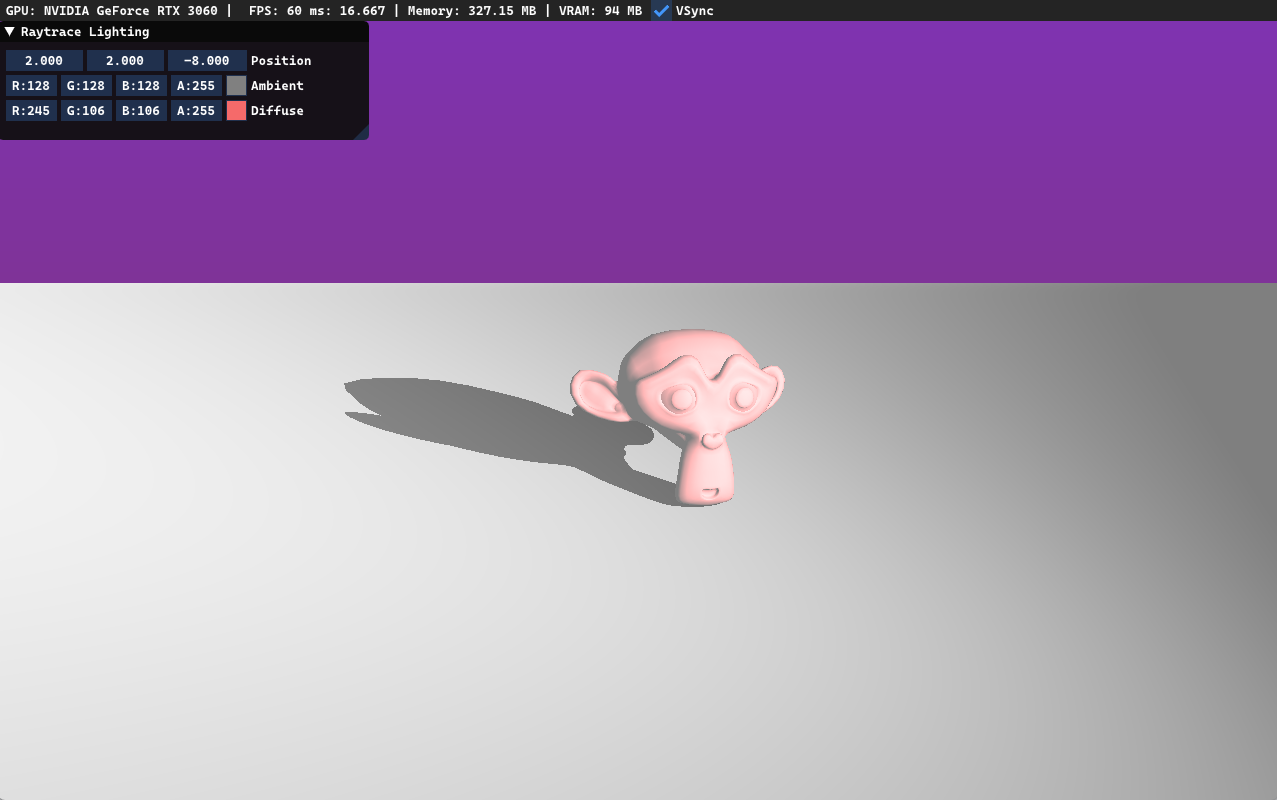 GPU: NVIDIA GeForce RTX 3060 |  FPS: 60 ms: 16.667 | Memory: 327.15 MB | VRAM: 94 MB VSync
Raytrace Lighting
2.000 2.000 −8.000 Position
R:128 G:128 B:128 A:255 Ambient
R:245 G:106 B:106 A:255 Diffuse